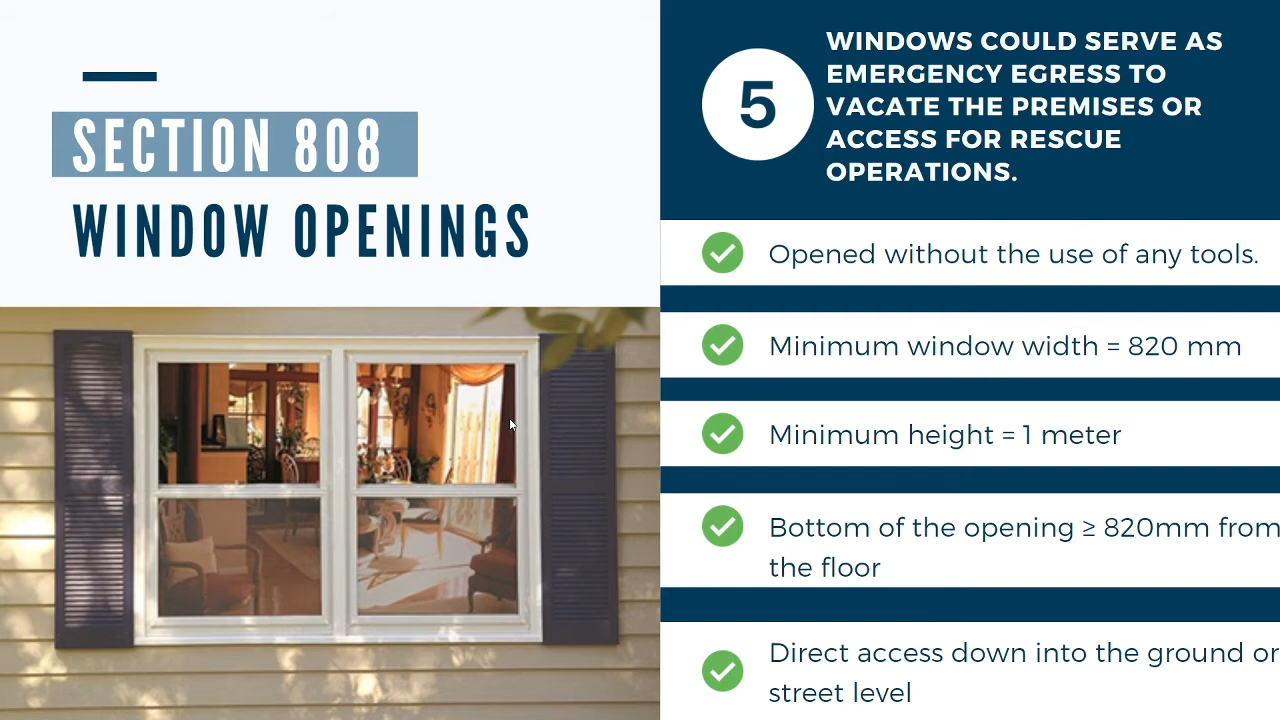 SECTION 808
WINDOW OPENINGS
5
WINDOWS COULD SERVE AS
EMERGENCY EGRESS TO
VACATE THE PREMISES OR
ACCESS FOR RESCUE
OPERATIONS.
Opened without the use of any tools.
Minimum window width = 820 mm
Minimum height = 1 meter
Bottom of the opening ≥ 820mm from
the floor
Direct access down into the ground or
street level